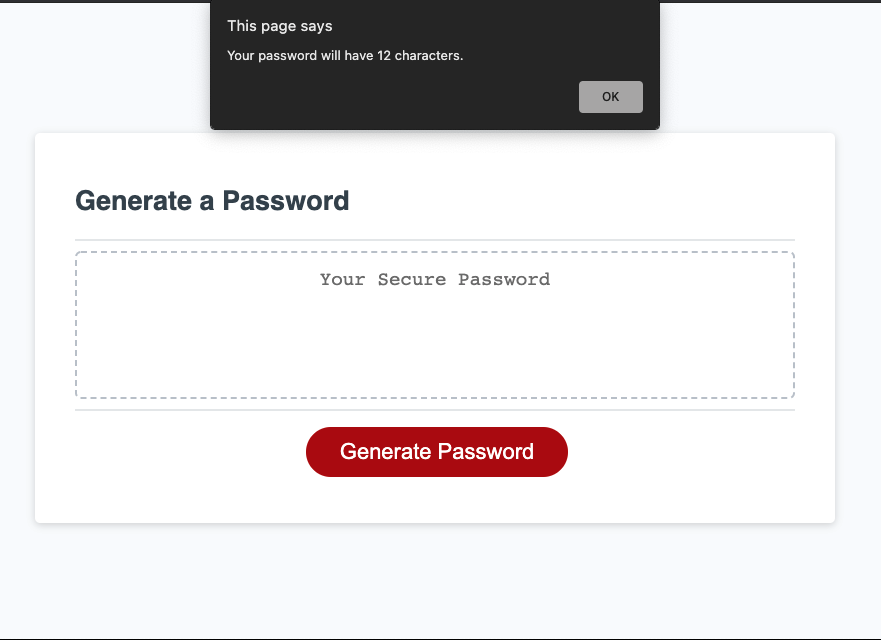 This page says
Your password will have 12 characters.
OK
Generate a Password
Your Secure Password
Generate Password